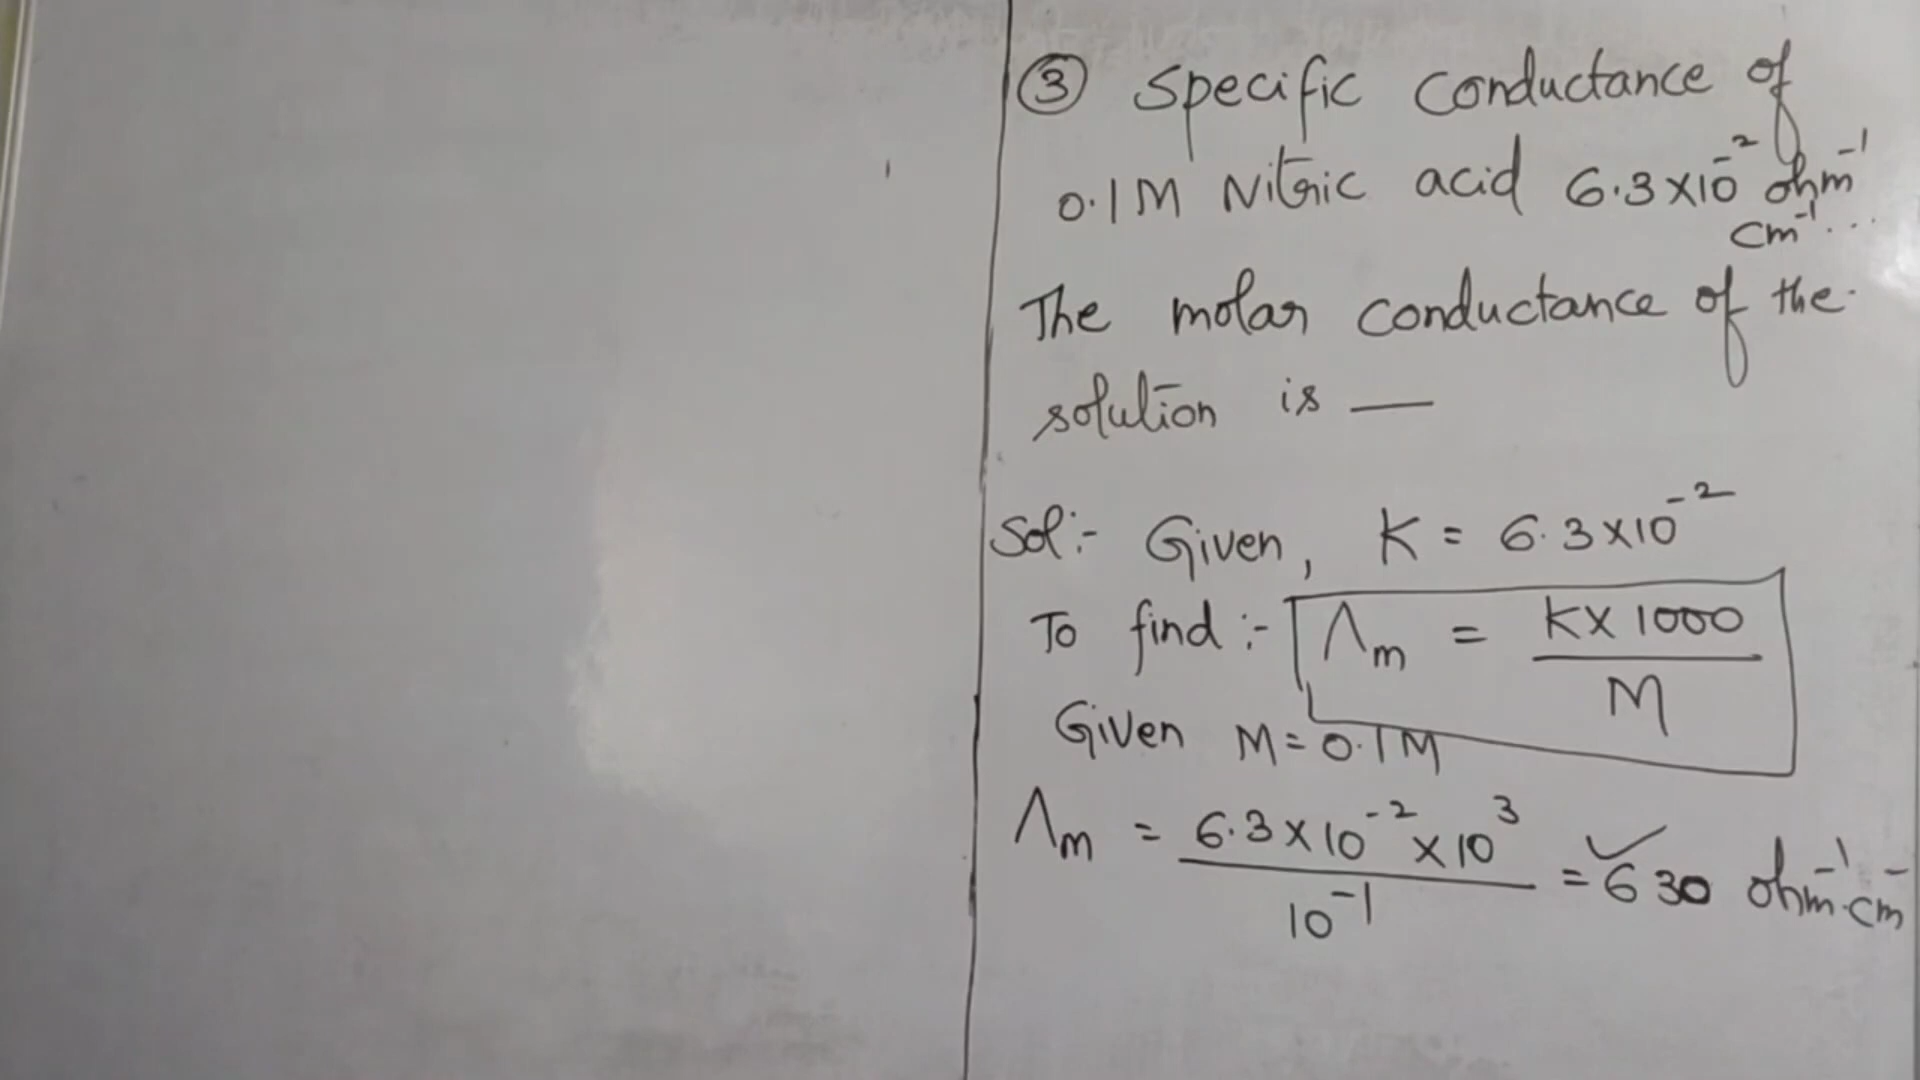 ③ Specific conductance of
0.1M Nitric acid 6.3×10⁻² ohm⁻¹
cm⁻¹...
The molar conductance of the
solution is —
Sol:- Given, K = 6.3×10⁻²
To find :- Λm = K×1000/M
Given M=0.1M
Λm = 6.3×10⁻²×10³/10⁻¹ = 630 ohm⁻¹.cm⁻